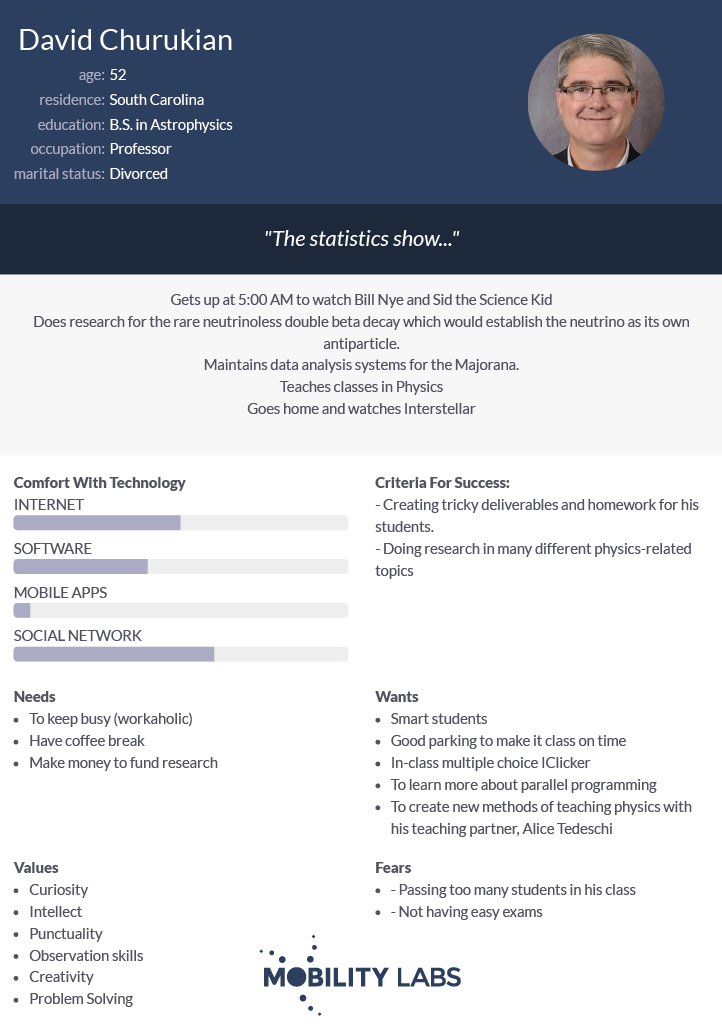 David Churukian
age: 52
residence: South Carolina
education: B.S. in Astrophysics
occupation: Professor
marital status: Divorced
"The statistics show..."
Gets up at 5:00 AM to watch Bill Nye and Sid the Science Kid
Does research for the rare neutrinoless double beta decay which would establish the neutrino as its own
antiparticle.
Maintains data analysis systems for the Majorana.
Teaches classes in Physics
Goes home and watches Interstellar
Comfort With Technology
INTERNET
SOFTWARE
MOBILE APPS
SOCIAL NETWORK
Criteria For Success:
- Creating tricky deliverables and homework for his
students.
- Doing research in many different physics-related
topics
Needs
• To keep busy (workaholic)
• Have coffee break
• Make money to fund research
Wants
• Smart students
• Good parking to make it class on time
• In-class multiple choice IClicker
• To learn more about parallel programming
• To create new methods of teaching physics with
his teaching partner, Alice Tedeschi
Values
• Curiosity
• Intellect
• Punctuality
• Observation skills
• Creativity
• Problem Solving
Fears
• - Passing too many students in his class
• - Not having easy exams
MOBILITY LABS